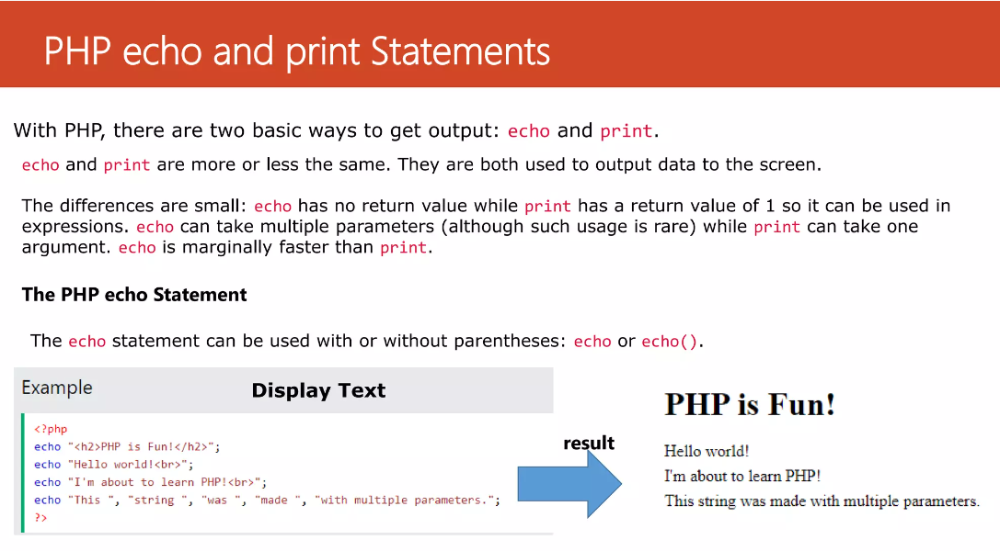 PHP echo and print Statements
With PHP, there are two basic ways to get output: echo and print.
echo and print are more or less the same. They are both used to output data to the screen.
The differences are small: echo has no return value while print has a return value of 1 so it can be used in
expressions. echo can take multiple parameters (although such usage is rare) while print can take one
argument. echo is marginally faster than print.
The PHP echo Statement
The echo statement can be used with or without parentheses: echo or echo().
Example
Display Text
<?php
echo "<h2>PHP is Fun!</h2>";
echo "Hello world!<br>";
echo "I'm about to learn PHP!<br>";
echo "This ", "string ", "was ", "made ", "with multiple parameters.";
?>
result
PHP is Fun!
Hello world!
I'm about to learn PHP!
This string was made with multiple parameters.